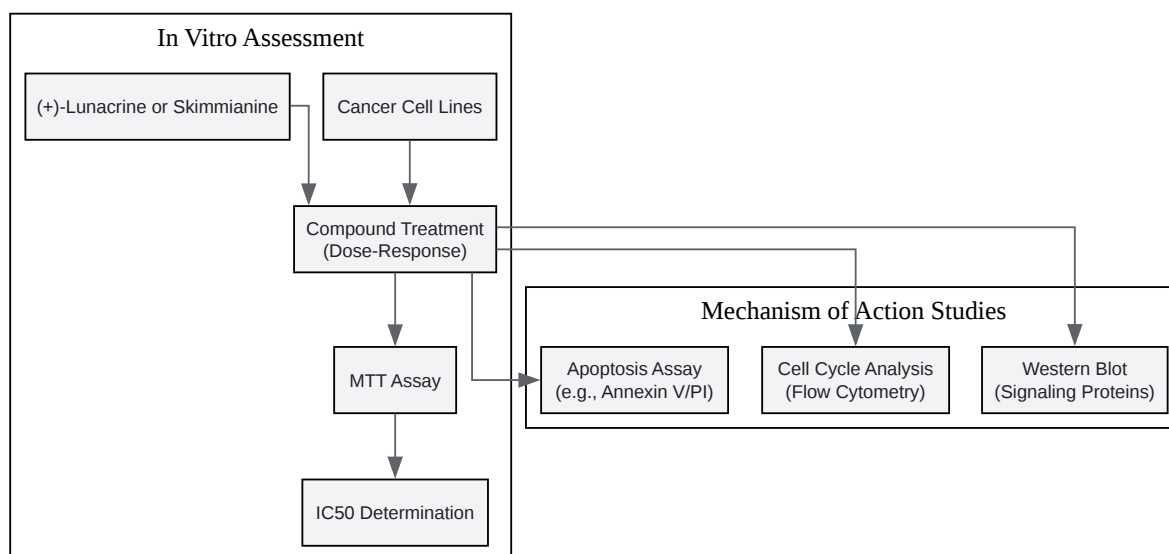 In Vitro Assessment
(+)-Lunacrine or Skimmianine
Cancer Cell Lines
Compound Treatment
(Dose-Response)
MTT Assay
IC50 Determination
Mechanism of Action Studies
Apoptosis Assay
(e.g., Annexin V/PI)
Cell Cycle Analysis
(Flow Cytometry)
Western Blot
(Signaling Proteins)